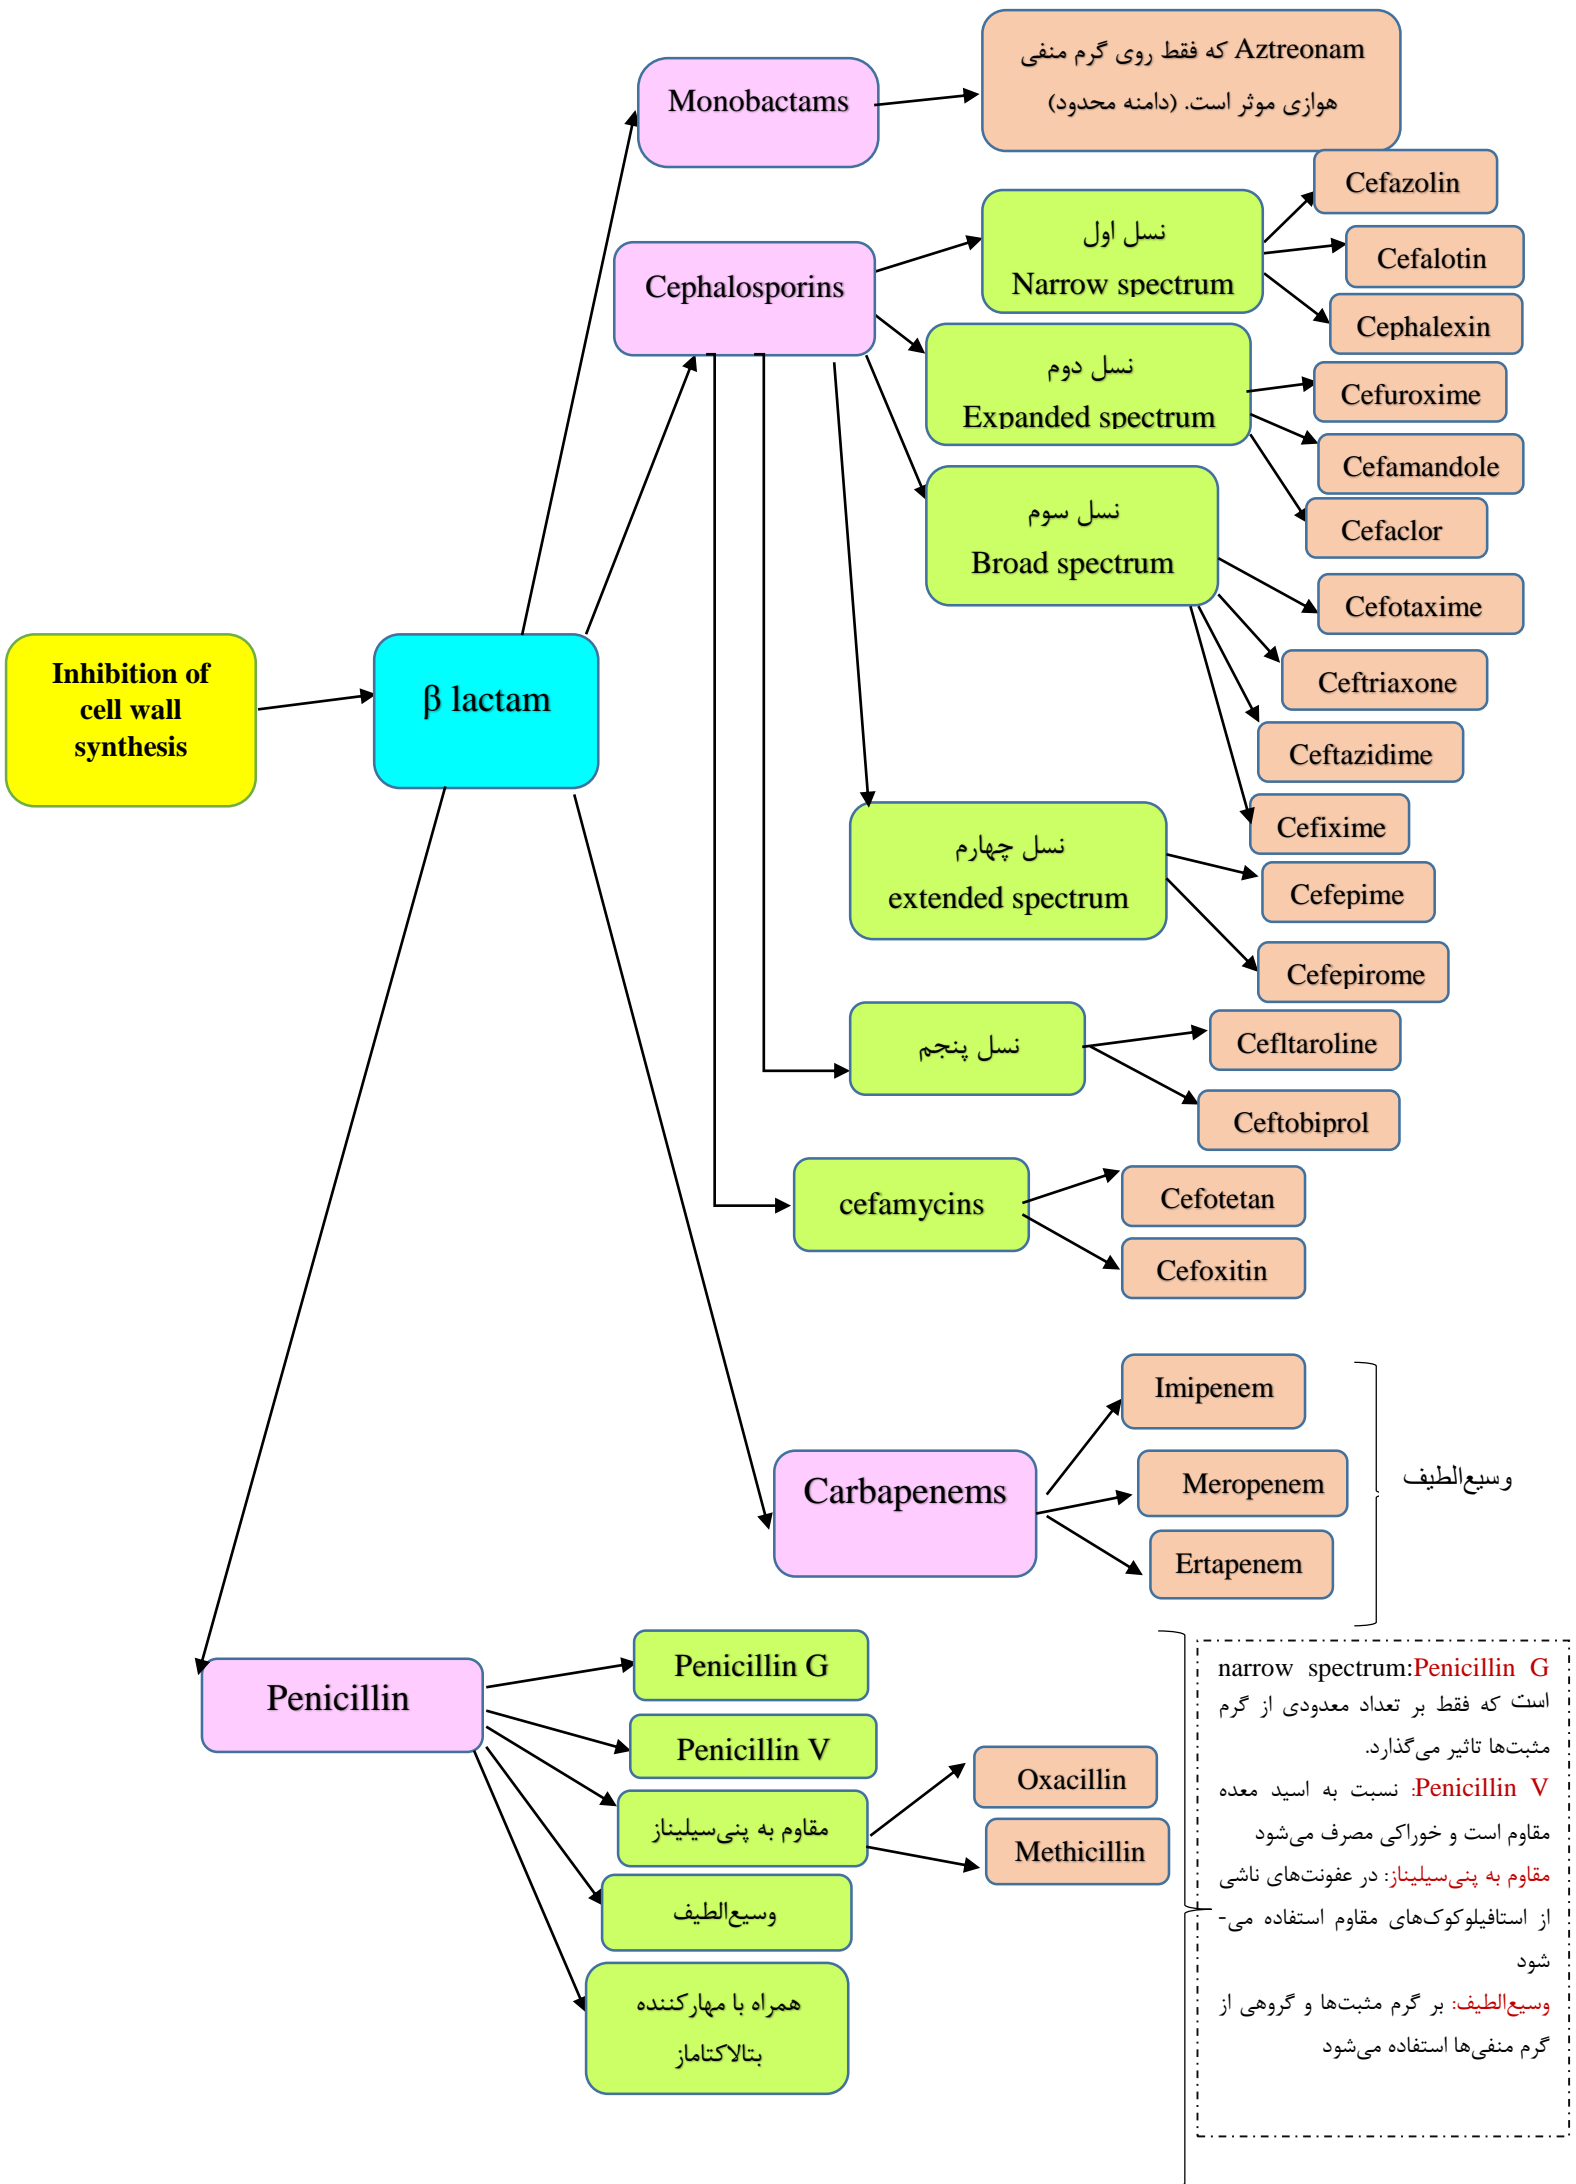 Aztreonam که فقط روی گرم منفی
هوازی موثر است. (دامنه محدود)
Monobactams
Cefazolin
نسل اول
Narrow spectrum
Cefalotin
Cephalosporins
Cephalexin
نسل دوم
Expanded spectrum
Cefuroxime
Cefamandole
نسل سوم
Broad spectrum
Cefaclor
Cefotaxime
Inhibition of
cell wall
synthesis
β lactam
Ceftriaxone
Ceftazidime
Cefixime
نسل چهارم
extended spectrum
Cefepime
Cefepirome
نسل پنجم
Cefltaroline
Ceftobiprol
cefamycins
Cefotetan
Cefoxitin
Imipenem
Carbapenems
Meropenem
وسیع‌الطیف
Ertapenem
Penicillin
Penicillin G
Penicillin V
مقاوم به پنی‌سیلیناز
Oxacillin
Methicillin
وسیع‌الطیف
همراه با مهارکننده
بتالاکتاماز
narrow spectrum:Penicillin G
است که فقط بر تعداد معدودی از گرم
مثبت‌ها تاثیر می‌گذارد.
Penicillin V: نسبت به اسید معده
مقاوم است و خوراکی مصرف می‌شود
مقاوم به پنی‌سیلیناز: در عفونت‌های ناشی
از استافیلوکوک‌های مقاوم استفاده می-
شود
وسیع‌الطیف: بر گرم مثبت‌ها و گروهی از
گرم منفی‌ها استفاده می‌شود